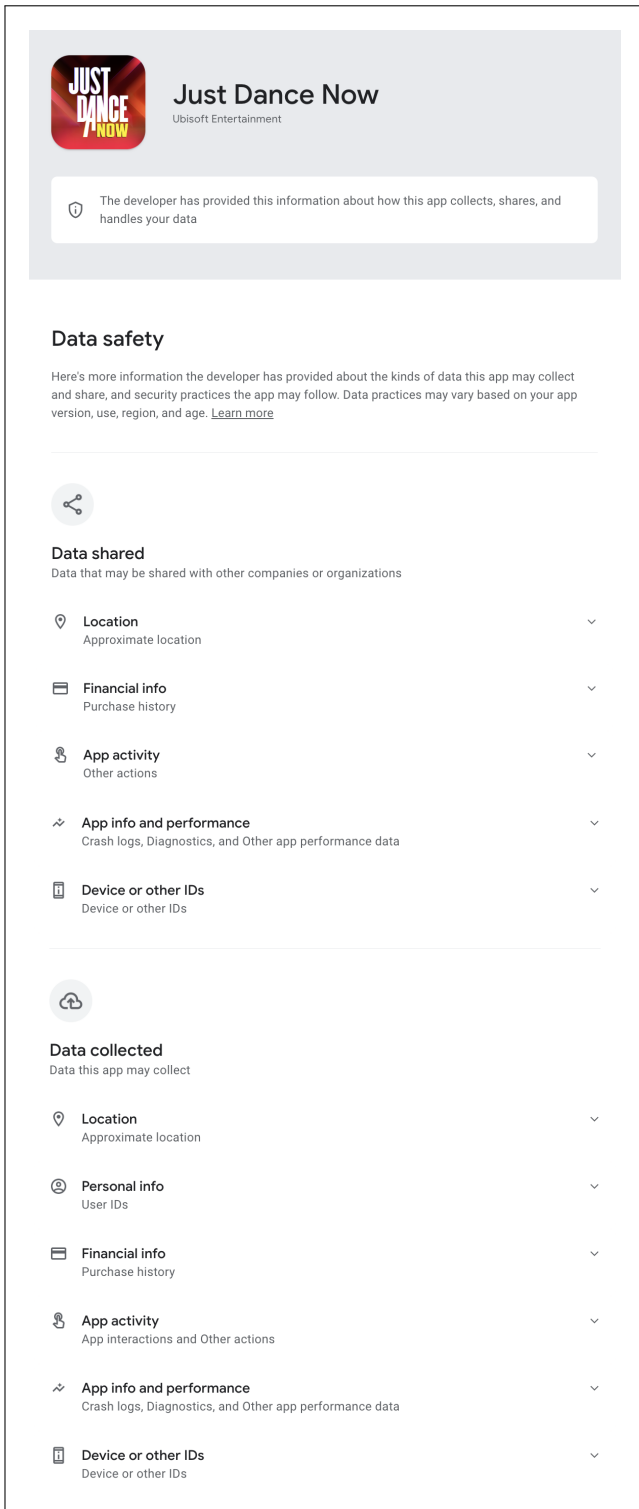 JUST
DANCE
NOW
Just Dance Now
Ubisoft Entertainment
The developer has provided this information about how this app collects, shares, and
handles your data
Data safety
Here's more information the developer has provided about the kinds of data this app may collect
and share, and security practices the app may follow. Data practices may vary based on your app
version, use, region, and age. Learn more
Data shared
Data that may be shared with other companies or organizations
Location
Approximate location
Financial info
Purchase history
App activity
Other actions
App info and performance
Crash logs, Diagnostics, and Other app performance data
Device or other IDs
Device or other IDs
Data collected
Data this app may collect
Location
Approximate location
Personal info
User IDs
Financial info
Purchase history
App activity
App interactions and Other actions
App info and performance
Crash logs, Diagnostics, and Other app performance data
Device or other IDs
Device or other IDs